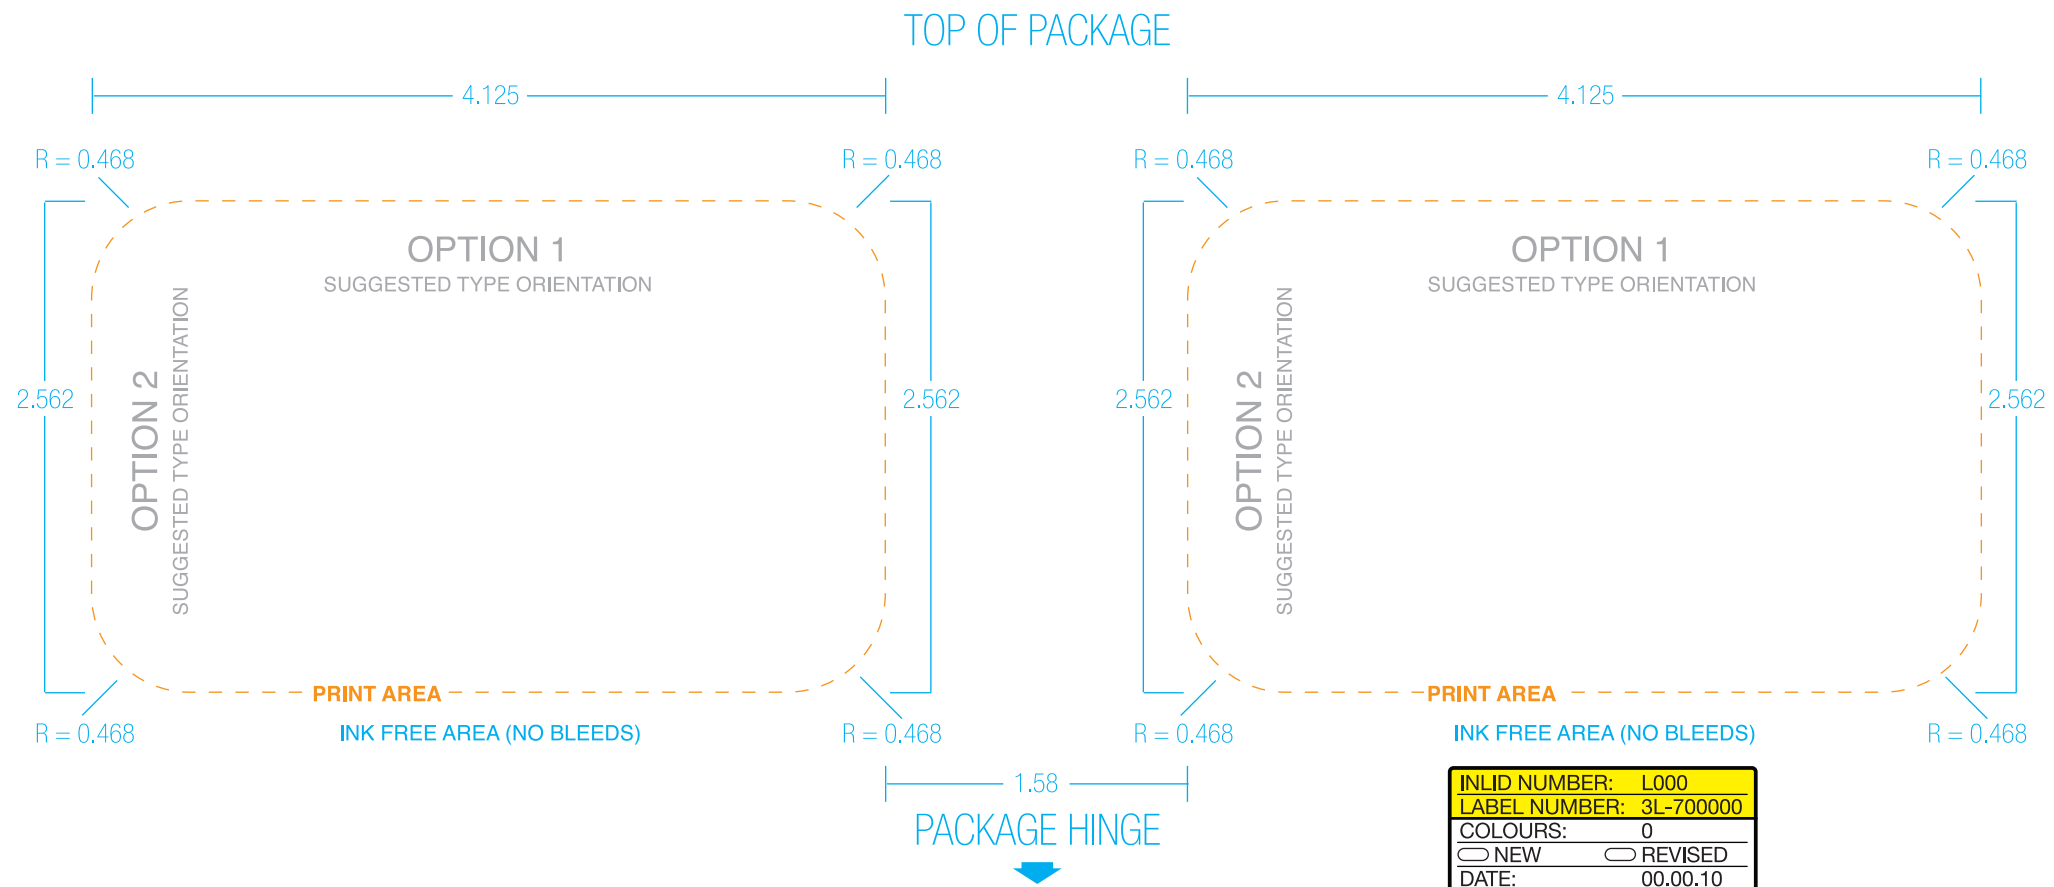 TOP OF PACKAGE
4.125
4.125
R = 0.468
R = 0.468
R = 0.468
R = 0.468
OPTION 1
SUGGESTED TYPE ORIENTATION
OPTION 1
SUGGESTED TYPE ORIENTATION
OPTION 2
SUGGESTED TYPE ORIENTATION
OPTION 2
SUGGESTED TYPE ORIENTATION
2.562
2.562
2.562
2.562
PRINT AREA
PRINT AREA
INK FREE AREA (NO BLEEDS)
INK FREE AREA (NO BLEEDS)
R = 0.468
R = 0.468
R = 0.468
R = 0.468
1.58
PACKAGE HINGE
INLID NUMBER: L000
LABEL NUMBER: 3L-700000
COLOURS: 0
NEW REVISED
DATE: 00.00.10